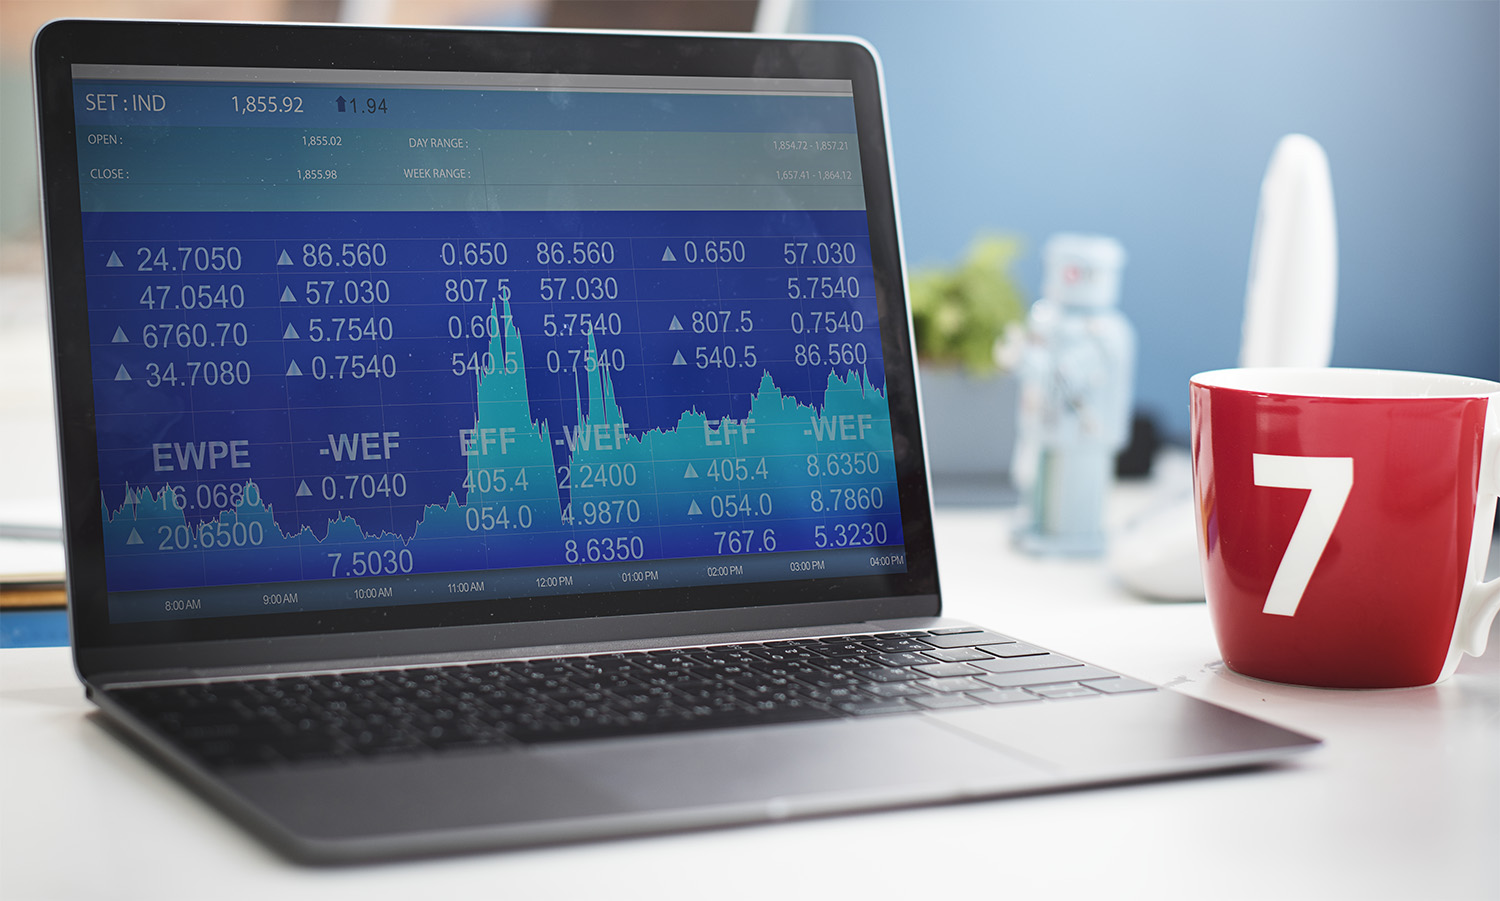 SET : IND 1,855.92 1.94
OPEN : 1,855.02 DAY RANGE : 1,854.72 - 1,857.21
CLOSE : 1,855.98 WEEK RANGE : 1,657.41 - 1,864.12
▲ 24.7050 ▲ 86.560 0.650 86.560 ▲ 0.650 57.030
47.0540 ▲ 57.030 807.5 57.030 5.7540
▲ 6760.70 ▲ 5.7540 0.607 5.7540 ▲ 807.5 0.7540
▲ 34.7080 ▲ 0.7540 540.5 0.7540 ▲ 540.5 86.560
EWPE -WEF EFF -WEF EFF -WEF
▲ 16.0680 ▲ 0.7040 405.4 2.2400 ▲ 405.4 8.6350
▲ 20.6500 054.0 4.9870 ▲ 054.0 8.7860
7.5030 8.6350 767.6 5.3230
8:00 AM 9:00 AM 10:00 AM 11:00 AM 12:00 PM 01:00 PM 02:00 PM 03:00 PM 04:00 PM
7